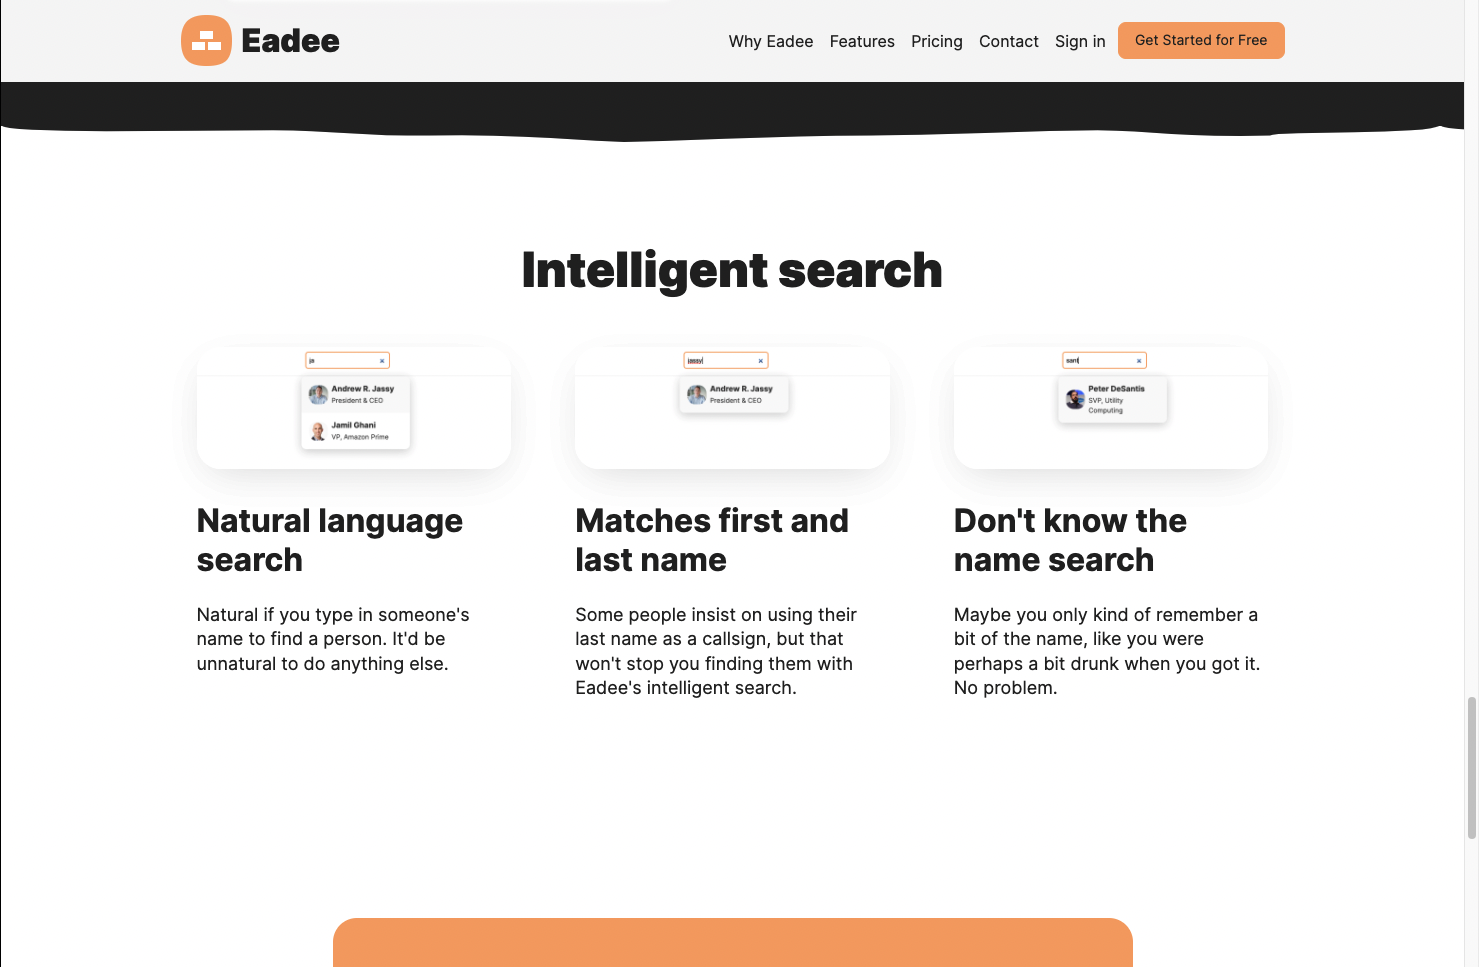 Eadee
Why Eadee Features Pricing Contact Sign in Get Started for Free
Intelligent search
ja
Andrew R. Jassy
President & CEO
Jamil Ghani
VP, Amazon Prime
jassy
Andrew R. Jassy
President & CEO
sant
Peter DeSantis
SVP, Utility
Computing
Natural language
search
Natural if you type in someone's
name to find a person. It'd be
unnatural to do anything else.
Matches first and
last name
Some people insist on using their
last name as a callsign, but that
won't stop you finding them with
Eadee's intelligent search.
Don't know the
name search
Maybe you only kind of remember a
bit of the name, like you were
perhaps a bit drunk when you got it.
No problem.